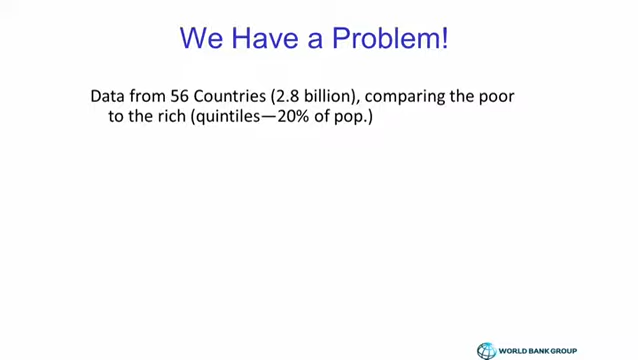 We Have a Problem!
Data from 56 Countries (2.8 billion), comparing the poor
to the rich (quintiles—20% of pop.)
WORLD BANK GROUP